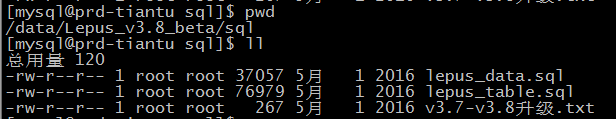 [mysql@prd-tiantu sql]$ pwd
/data/Lepus_v3.8_beta/sql
[mysql@prd-tiantu sql]$ ll
总用量 120
-rw-r--r-- 1 root root 37057 5月   1 2016 lepus_data.sql
-rw-r--r-- 1 root root 76979 5月   1 2016 lepus_table.sql
-rw-r--r-- 1 root root   267 5月   1 2016 v3.7-v3.8升级.txt